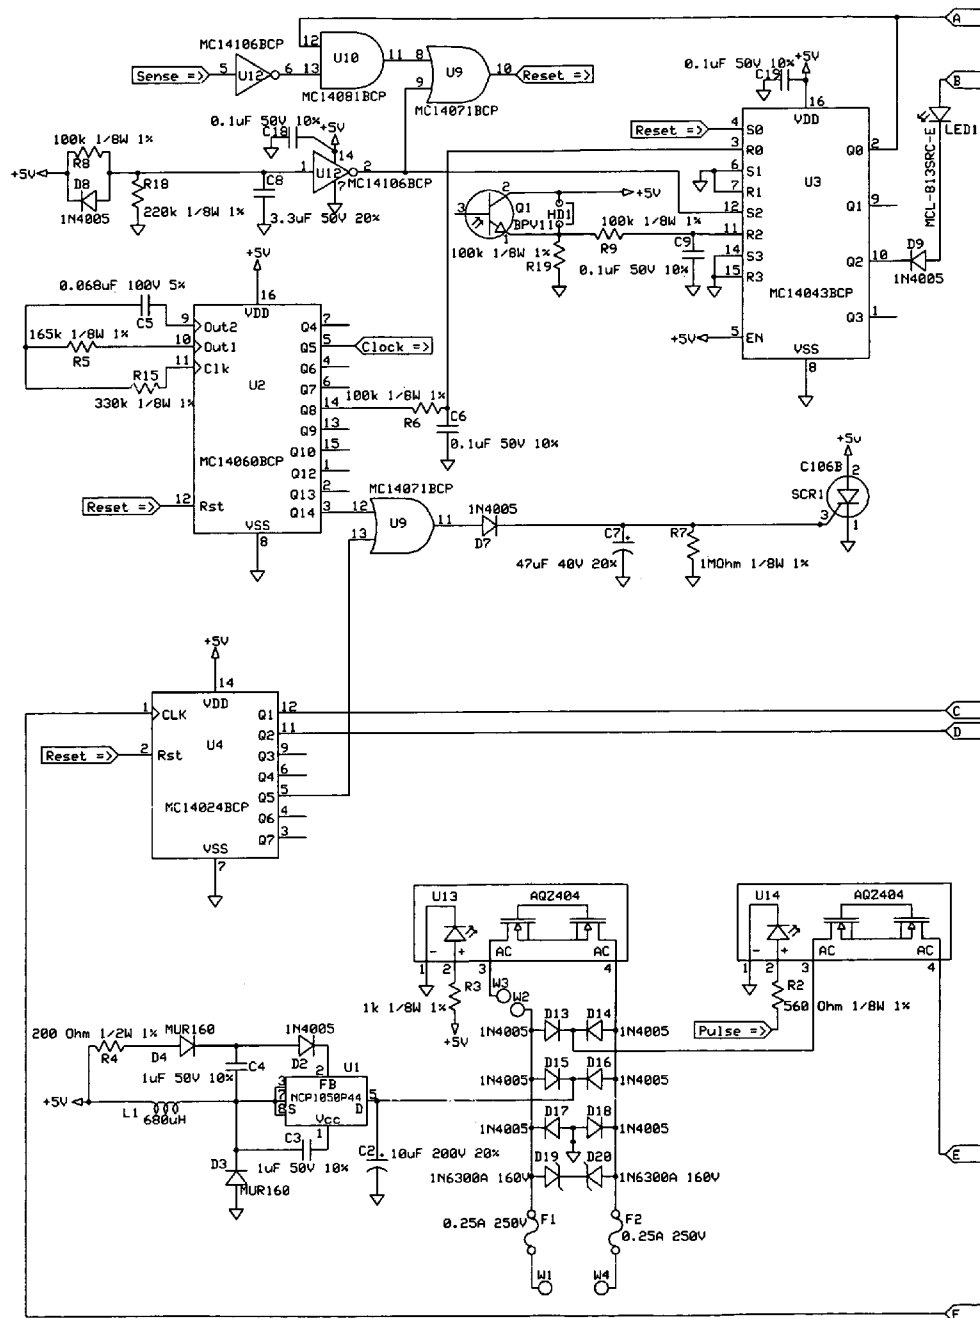 A
MC14106BCP
12
U10
11
8
U9
10
Reset =>
Sense =>
5
U12
6
13
MC14081BCP
9
MC14071BCP
0.1uF 50V 10%
C19
+5V
16
B
LED1
MCL-813SRC-E
Reset =>
4
S0
VDD
3
R0
Q0
2
6
S1
U3
7
R1
Q1
9
12
S2
11
R2
Q2
10
D9
1N4005
14
S3
15
R3
MC14043BCP
Q3
1
+5V
5
EN
VSS
8
0.1uF 50V 10%
C18
+5V
14
100k 1/8W 1%
R8
+5V
D8
1N4005
R18
220k 1/8W 1%
C8
3.3uF 50V 20%
1
U12
2
7
MC14106BCP
3
2
Q1
BPV11
1
HD1
+5V
100k 1/8W 1%
R9
100k 1/8W 1%
R19
C9
0.1uF 50V 10%
+5V
16
0.068uF 100V 5%
C5
9
Out2
VDD
Q4
7
165k 1/8W 1%
R5
10
Out1
Q5
5
Clock =>
11
Clk
Q6
4
R15
330k 1/8W 1%
U2
Q7
6
Q8
14
100k 1/8W 1%
R6
C6
0.1uF 50V 10%
Q9
13
Q10
15
MC14060BCP
Q12
1
Q13
2
Reset =>
12
Rst
Q14
3
VSS
8
MC14071BCP
12
13
U9
11
1N4005
D7
C7
+
47uF 40V 20%
R7
1MOhm 1/8W 1%
+5V
C106B
2
SCR1
3
1
+5V
14
1
CLK
VDD
Q1
12
C
Q2
11
D
Reset =>
2
Rst
U4
Q3
9
Q4
6
Q5
5
MC14024BCP
Q6
4
Q7
3
VSS
7
U13
AQZ404
-
+
AC
AC
1
2
3
4
R3
1k 1/8W 1%
+5V
W3
W2
U14
AQZ404
-
+
AC
AC
1
2
3
4
R2
560 Ohm 1/8W 1%
Pulse =>
200 Ohm 1/2W 1%
R4
MUR160
D4
1N4005
D2
1uF 50V 10%
C4
2
U1
3
7
8
S
FB
NCP1050P44
D
5
Vcc
1
+5V
L1
680uH
C3
1uF 50V 10%
C2
+
10uF 200V 20%
D3
MUR160
D13
D14
1N4005
1N4005
D15
D16
1N4005
1N4005
D17
D18
1N4005
1N4005
D19
D20
1N6300A 160V
1N6300A 160V
E
0.25A 250V
F1
F2
0.25A 250V
W1
W4
F